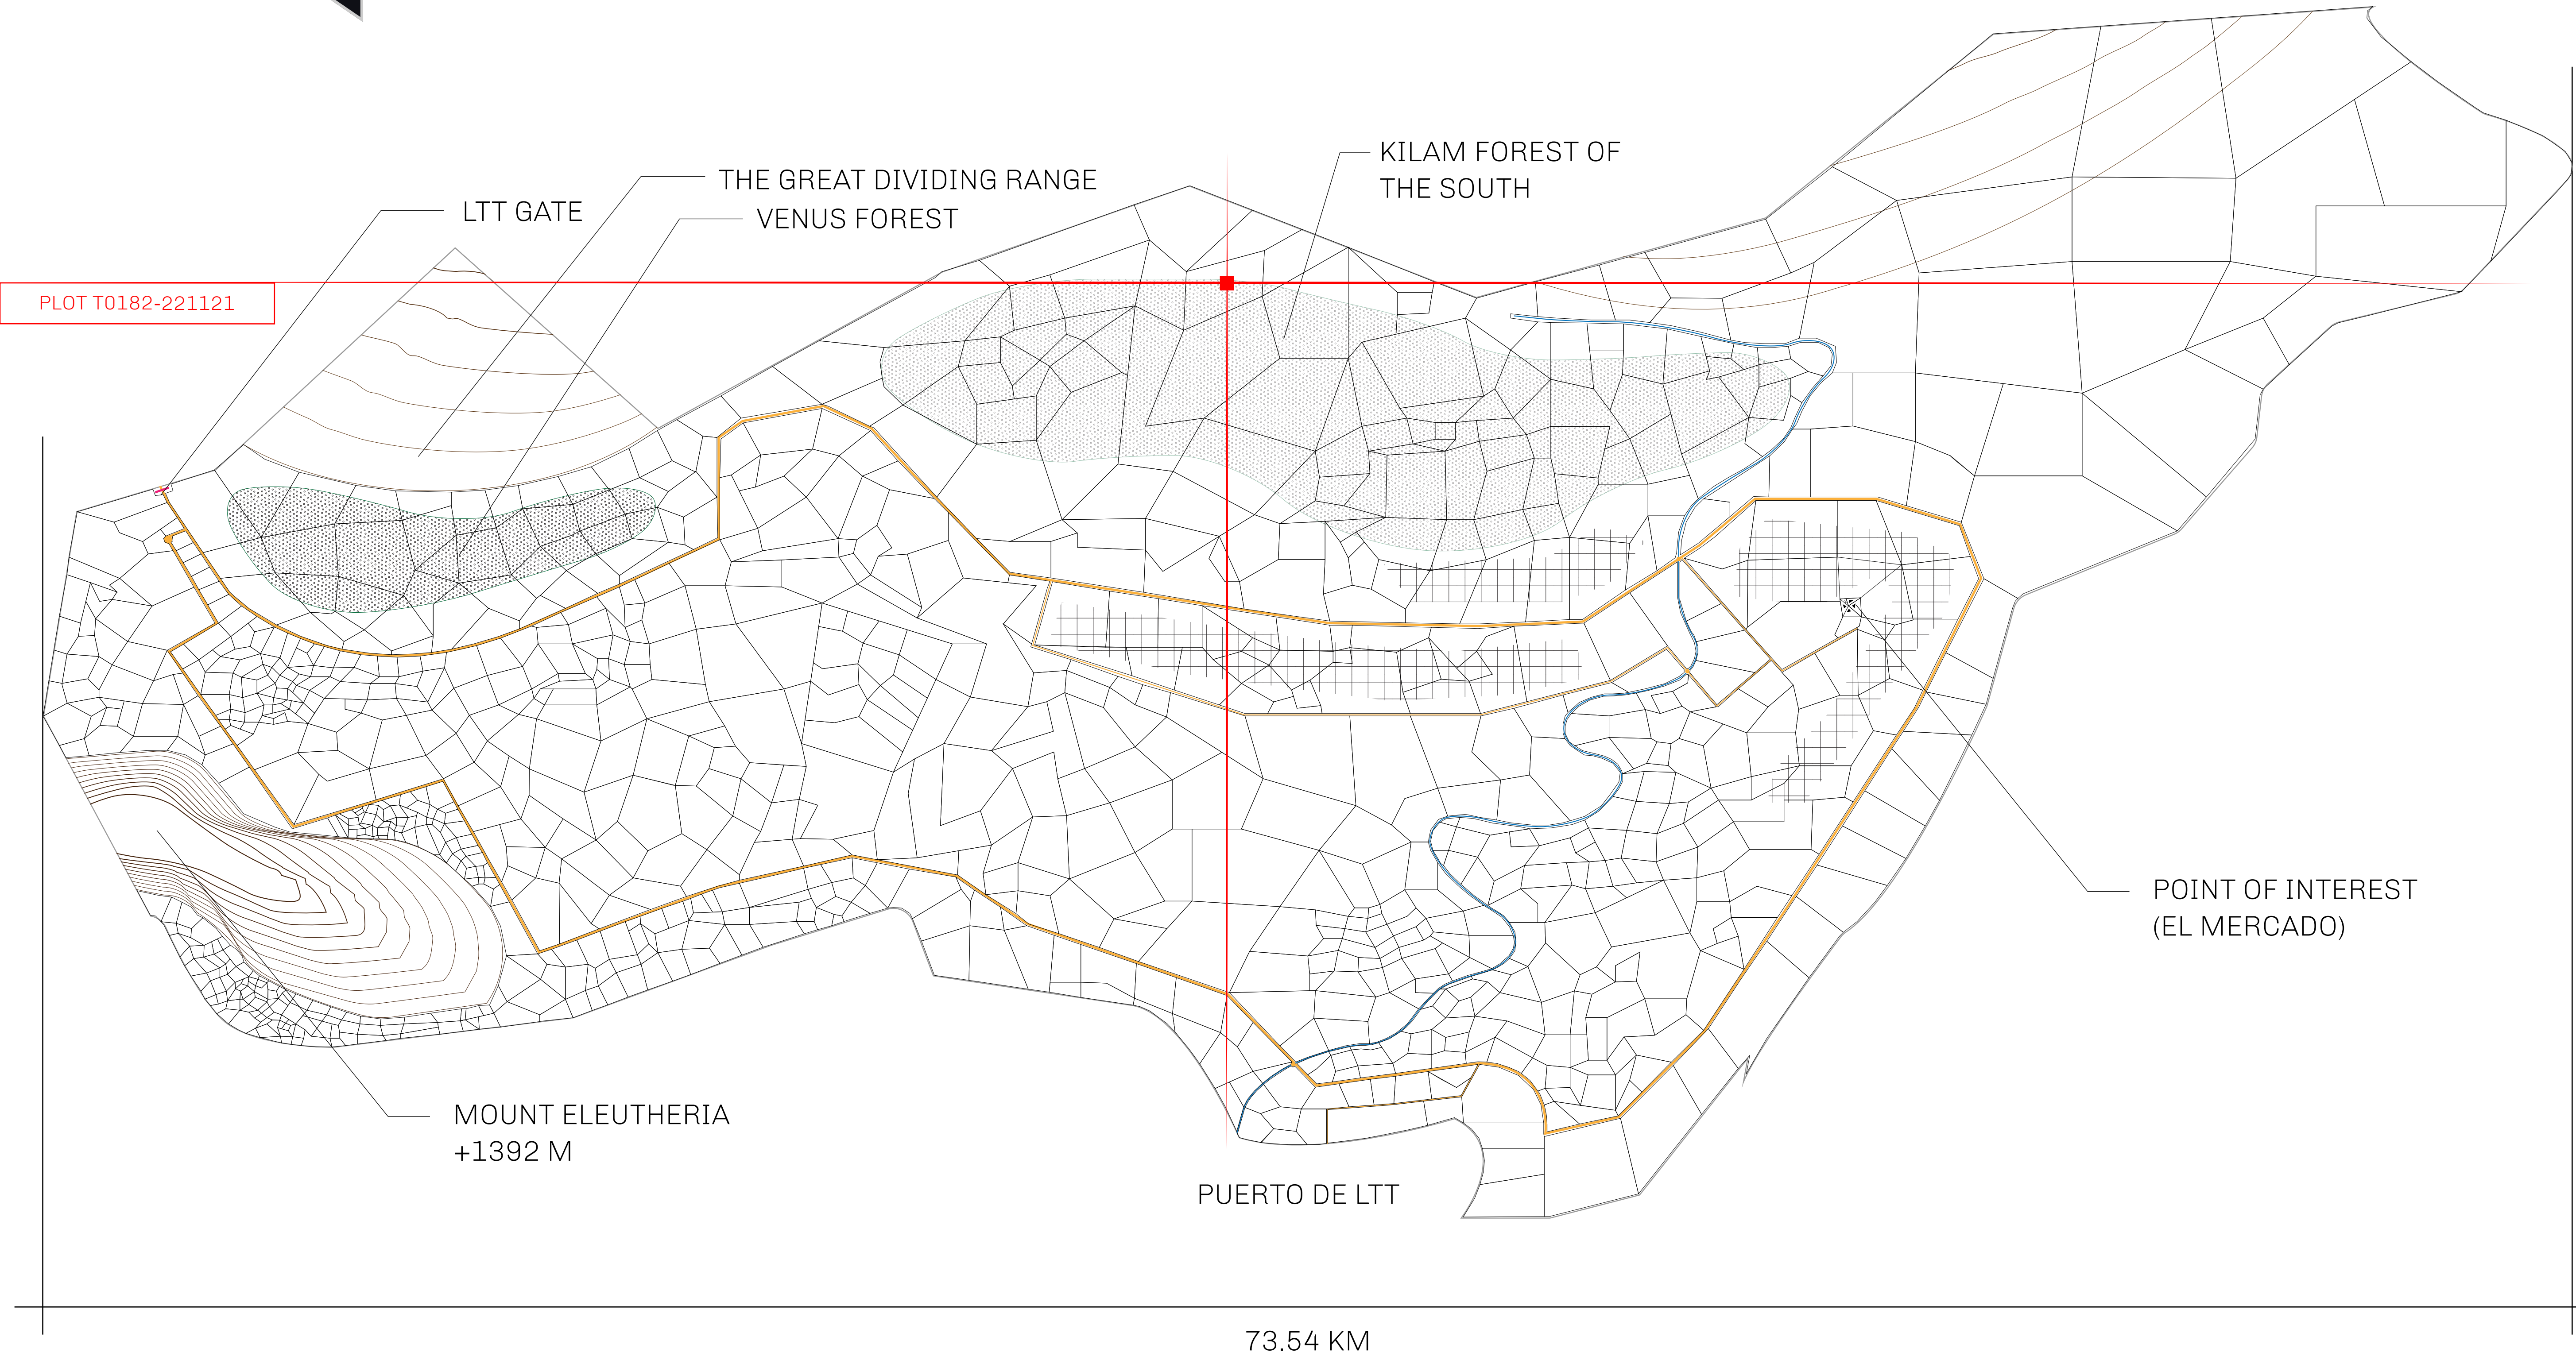 KILAM FOREST OF
THE SOUTH
THE GREAT DIVIDING RANGE
LTT GATE
VENUS FOREST
PLOT T0182-221121
POINT OF INTEREST
(EL MERCADO)
MOUNT ELEUTHERIA
+1392 M
PUERTO DE LTT
73.54 KM